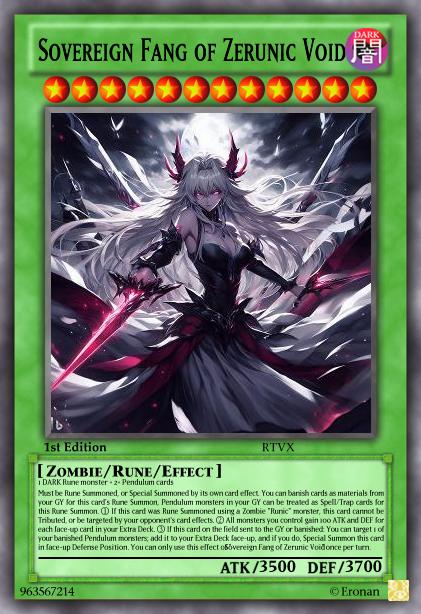 SOVEREIGN FANG OF ZERUNIC VOID
DARK
闇
1st Edition RTVX
[ ZOMBIE/RUNE/EFFECT ]
1 DARK Rune monster + 2+ Pendulum cards
Must be Rune Summoned, or Special Summoned by its own card effect. You can banish cards as materials
from your GY for this card's Rune Summon. Pendulum monsters in your GY can be treated as Spell/Trap cards for
this Rune Summon. ① If this card was Rune Summoned using a Zombie "Runic" monster, this card cannot be
Tributed, or be targeted by your opponent's card effects. ② All monsters you control gain 100 ATK and DEF for
each face-up card in your Extra Deck. ③ If this card on the field sent to the GY or banished: You can target 1 of
your banished Pendulum monsters; add it to your Extra Deck face-up, and if you do, Special Summon this card
in face-up Defense Position. You can only use this effect of Sovereign Fang of Zerunic Void once per turn.
ATK/3500 DEF/3700
963567214 © Eronan